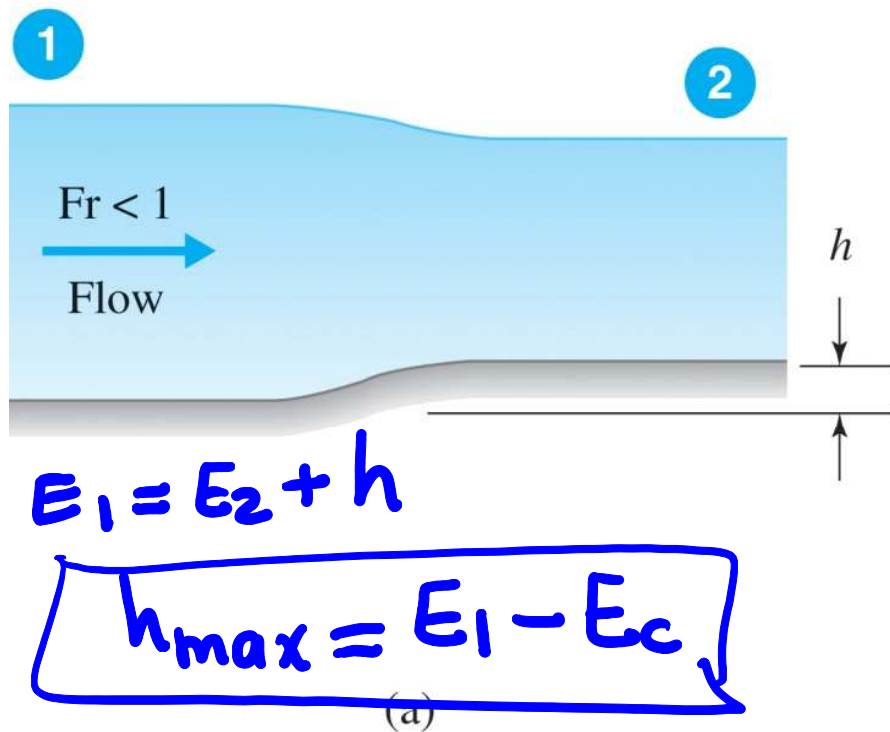 1
2
Fr < 1
Flow
h
E₁ = E₂ + h
hmax = E₁ - Ec
(a)